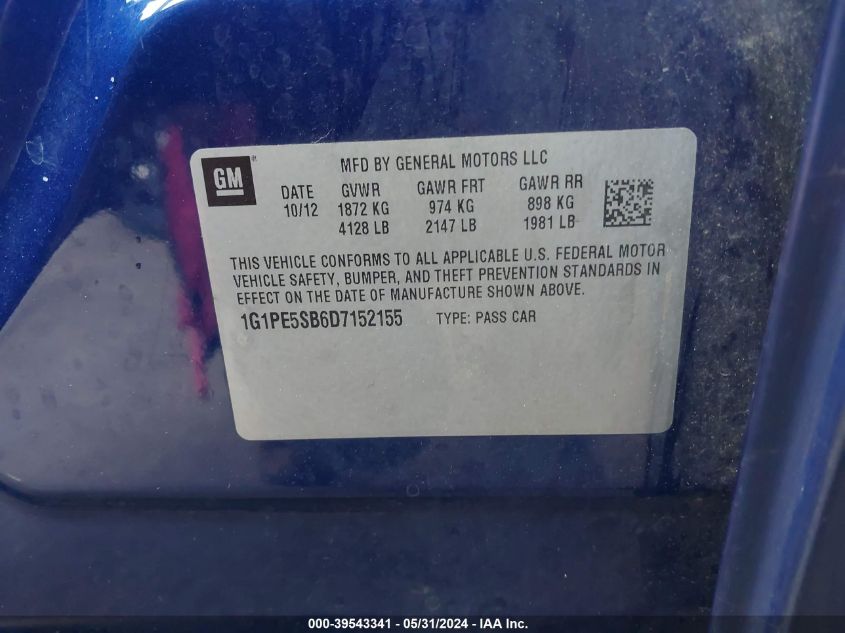 GM
MFD BY GENERAL MOTORS LLC
DATE GVWR GAWR FRT GAWR RR
10/12 1872 KG 974 KG 898 KG
4128 LB 2147 LB 1981 LB
THIS VEHICLE CONFORMS TO ALL APPLICABLE U.S. FEDERAL MOTOR
VEHICLE SAFETY, BUMPER, AND THEFT PREVENTION STANDARDS IN
EFFECT ON THE DATE OF MANUFACTURE SHOWN ABOVE.
1G1PE5SB6D7152155 TYPE: PASS CAR
000-39543341 - 05/31/2024 - IAA Inc.